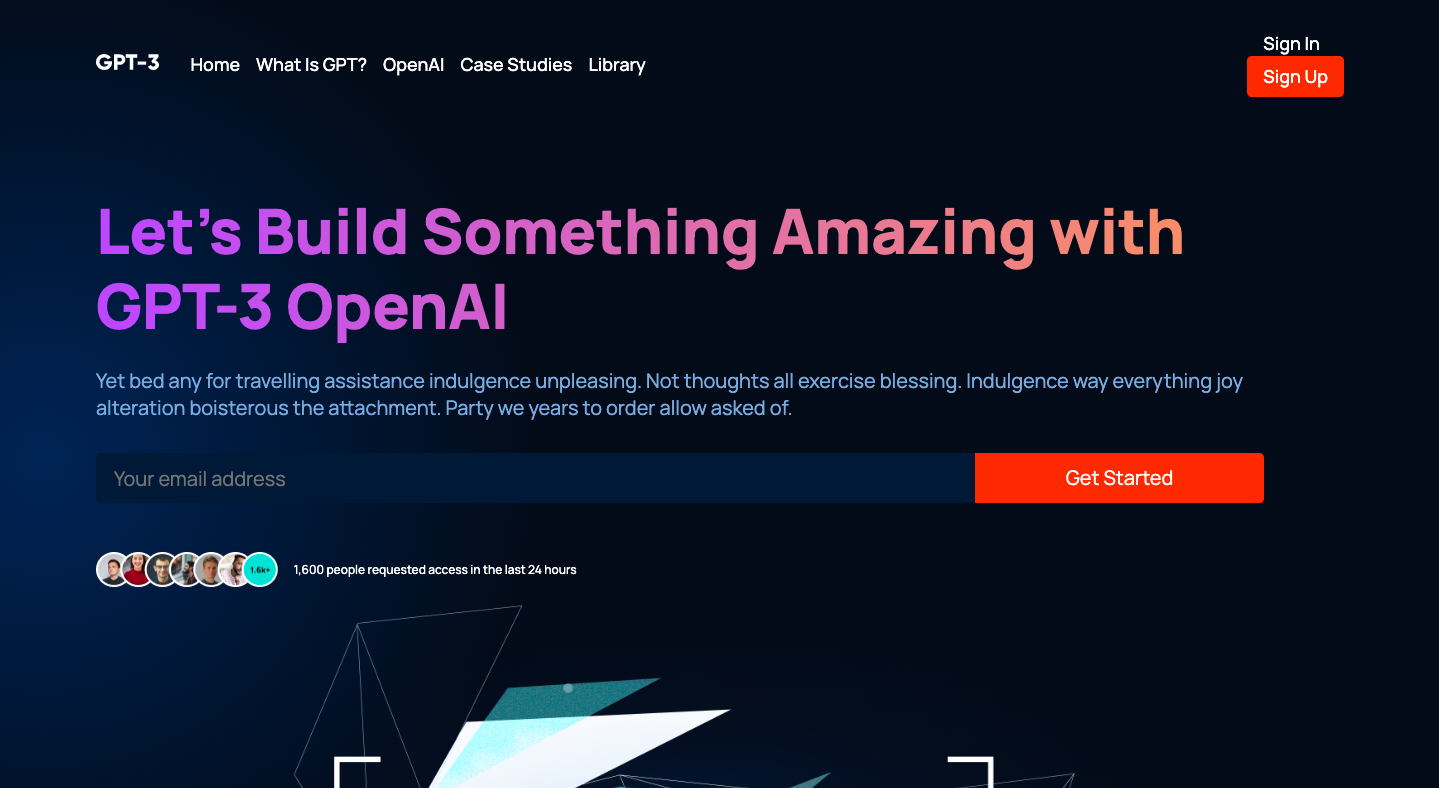 GPT-3
Home
What Is GPT?
OpenAI
Case Studies
Library
Sign In
Sign Up
Let’s Build Something Amazing with
GPT-3 OpenAI
Yet bed any for travelling assistance indulgence unpleasing. Not thoughts all exercise blessing. Indulgence way everything joy
alteration boisterous the attachment. Party we years to order allow asked of.
Your email address
Get Started
1.6k+
1,600 people requested access in the last 24 hours